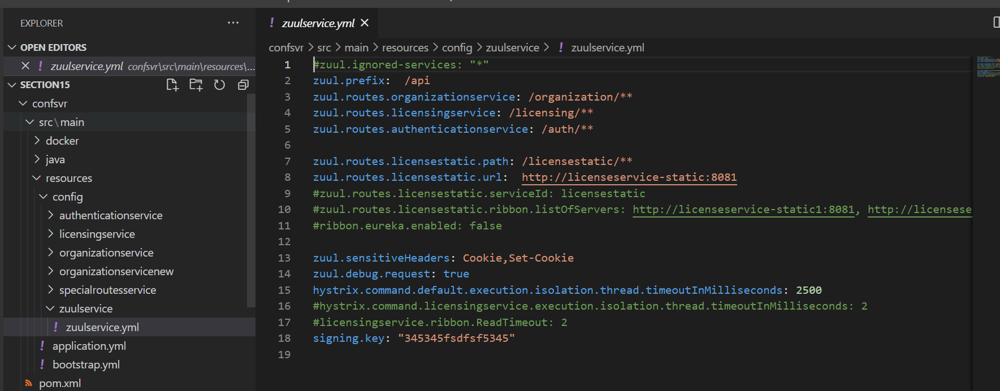 EXPLORER
···
OPEN EDITORS
! zuulservice.yml confsvr\src\main\resources\...
SECTION15
confsvr
src\main
docker
java
resources
config
authenticationservice
licensingservice
organizationservice
organizationservicenew
specialroutesservice
zuulservice
! zuulservice.yml
! application.yml
! bootstrap.yml
pom.xml
! zuulservice.yml
confsvr > src > main > resources > config > zuulservice > ! zuulservice.yml
1 #zuul.ignored-services: "*"
2 zuul.prefix:  /api
3 zuul.routes.organizationservice: /organization/**
4 zuul.routes.licensingservice: /licensing/**
5 zuul.routes.authenticationservice: /auth/**
6
7 zuul.routes.licensestatic.path: /licensestatic/**
8 zuul.routes.licensestatic.url:  http://licenseservice-static:8081
9 #zuul.routes.licensestatic.serviceId: licensestatic
10 #zuul.routes.licensestatic.ribbon.listOfServers: http://licenseservice-static1:8081, http://licensese
11 #ribbon.eureka.enabled: false
12
13 zuul.sensitiveHeaders: Cookie,Set-Cookie
14 zuul.debug.request: true
15 hystrix.command.default.execution.isolation.thread.timeoutInMilliseconds: 2500
16 #hystrix.command.licensingservice.execution.isolation.thread.timeoutInMilliseconds: 2
17 #licensingservice.ribbon.ReadTimeout: 2
18 signing.key: "345345fsdfsf5345"
19